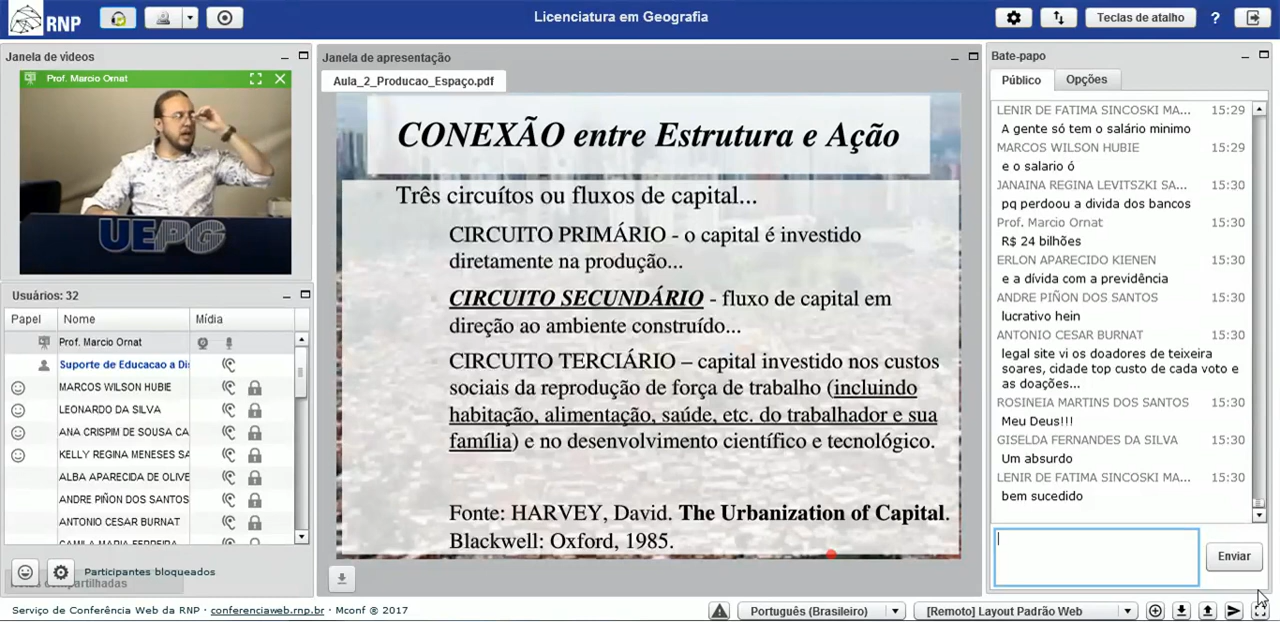 RNP
Licenciatura em Geografia
Teclas de atalho
?
Janela de vídeos
Prof. Marcio Ornat
UEPG
Usuários: 32
Papel Nome Mídia
Prof. Marcio Ornat
Suporte de Educacao a Di
MARCOS WILSON HUBIE
LEONARDO DA SILVA
ANA CRISPIM DE SOUSA CA
KELLY REGINA MENESES SA
ALBA APARECIDA DE OLIVE
ANDRE PIÑON DOS SANTOS
ANTONIO CESAR BURNAT
CAMILA MARIA FERREIRA
Participantes bloqueados
compartilhadas
Janela de apresentação
Aula_2_Producao_Espaço.pdf
CONEXÃO entre Estrutura e Ação
Três circuítos ou fluxos de capital...
CIRCUITO PRIMÁRIO - o capital é investido
diretamente na produção...
CIRCUITO SECUNDÁRIO - fluxo de capital em
direção ao ambiente construído...
CIRCUITO TERCIÁRIO – capital investido nos custos
sociais da reprodução de força de trabalho (incluindo
habitação, alimentação, saúde, etc. do trabalhador e sua
família) e no desenvolvimento científico e tecnológico.
Fonte: HARVEY, David. The Urbanization of Capital.
Blackwell: Oxford, 1985.
Bate-papo
Público Opções
LENIR DE FATIMA SINCOSKI MA... 15:29
A gente só tem o salário minimo
MARCOS WILSON HUBIE 15:29
e o salario ó
JANAINA REGINA LEVITSZKI SA... 15:30
pq perdoou a divida dos bancos
Prof. Marcio Ornat 15:30
R$ 24 bilhões
ERLON APARECIDO KIENEN 15:30
e a dívida com a previdência
ANDRE PIÑON DOS SANTOS 15:30
lucrativo hein
ANTONIO CESAR BURNAT 15:30
legal site vi os doadores de teixeira
soares, cidade top custo de cada voto e
as doações...
ROSINEIA MARTINS DOS SANTOS 15:30
Meu Deus!!!
GISELDA FERNANDES DA SILVA 15:30
Um absurdo
LENIR DE FATIMA SINCOSKI MA... 15:30
bem sucedido
Enviar
Serviço de Conferência Web da RNP · conferenciaweb.rnp.br · Mconf ® 2017
Português (Brasileiro)
[Remoto] Layout Padrão Web